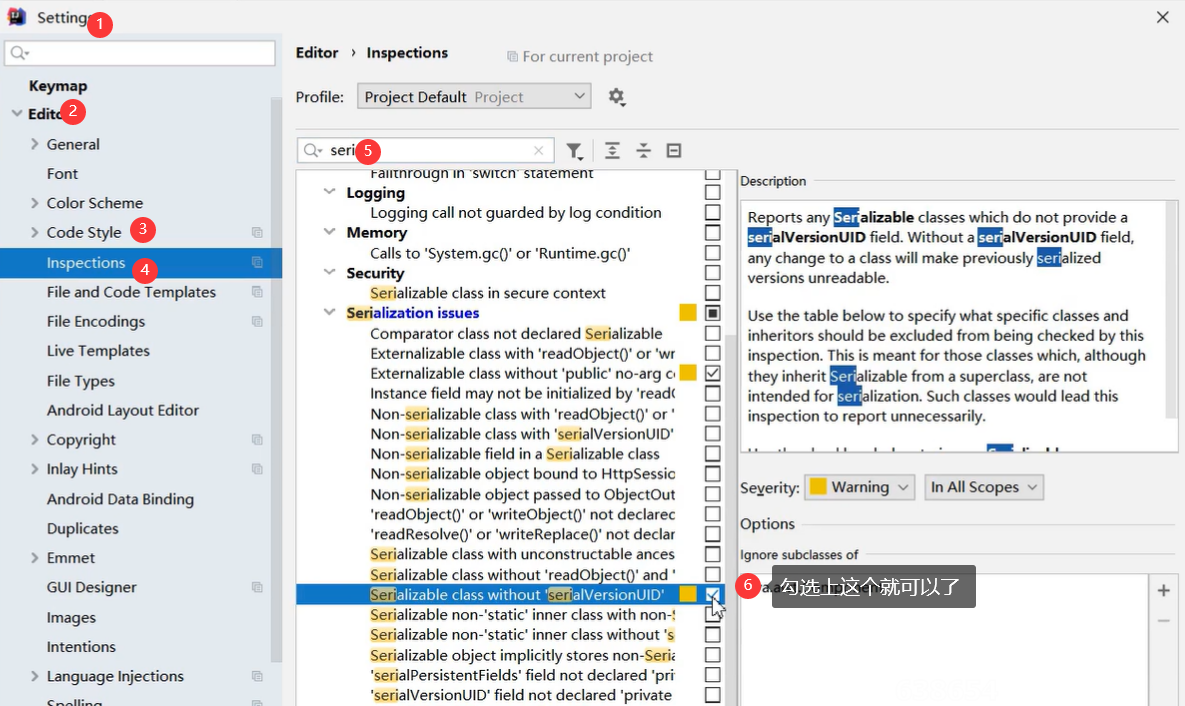 Settings
1
Keymap
Edito
2
General
Font
Color Scheme
Code Style
3
Inspections
4
File and Code Templates
File Encodings
Live Templates
File Types
Android Layout Editor
Copyright
Inlay Hints
Android Data Binding
Duplicates
Emmet
GUI Designer
Images
Intentions
Language Injections
Spelling
Editor › Inspections
For current project
Profile:
Project Default Project
seri
5
Fallthrough in 'switch' statement
Logging
Logging call not guarded by log condition
Memory
Calls to 'System.gc()' or 'Runtime.gc()'
Security
Serializable class in secure context
Serialization issues
Comparator class not declared Serializable
Externalizable class with 'readObject()' or 'wr
Externalizable class without 'public' no-arg c
Instance field may not be initialized by 'read
Non-serializable class with 'readObject()' or '
Non-serializable class with 'serialVersionUID'
Non-serializable field in a Serializable class
Non-serializable object bound to HttpSessio
Non-serializable object passed to ObjectOut
'readObject()' or 'writeObject()' not declared
'readResolve()' or 'writeReplace()' not declar
Serializable class with unconstructable ances
Serializable class without 'readObject()' and '
Serializable class without 'serialVersionUID'
Serializable non-'static' inner class with non-S
Serializable non-'static' inner class without 's
Serializable object implicitly stores non-Seria
'serialPersistentFields' field not declared 'pri
'serialVersionUID' field not declared 'private
Description
Reports any Serializable classes which do not provide a
serialVersionUID field. Without a serialVersionUID field,
any change to a class will make previously serialized
versions unreadable.
Use the table below to specify what specific classes and
inheritors should be excluded from being checked by this
inspection. This is meant for those classes which, although
they inherit Serializable from a superclass, are not
intended for serialization. Such classes would lead this
inspection to report unnecessarily.
Severity:
Warning
In All Scopes
Options
Ignore subclasses of
6
勾选上这个就可以了